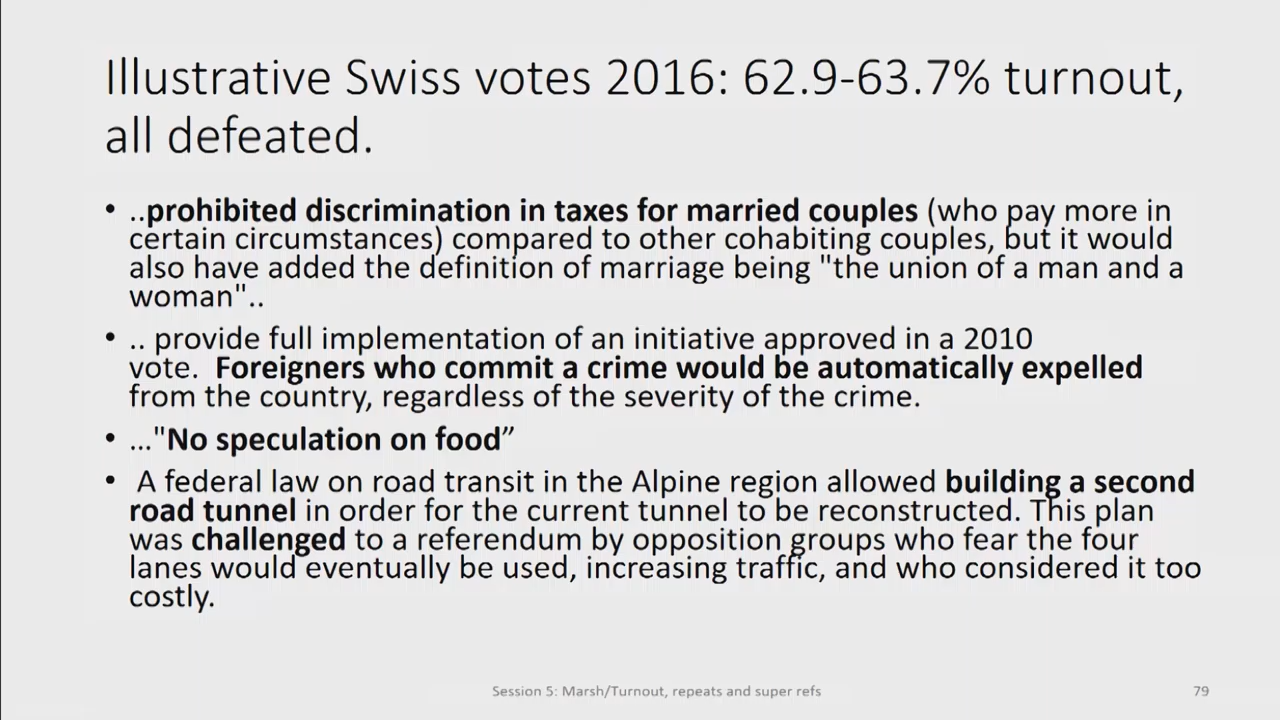 Illustrative Swiss votes 2016: 62.9-63.7% turnout,
all defeated.
• ..prohibited discrimination in taxes for married couples (who pay more in
certain circumstances) compared to other cohabiting couples, but it would
also have added the definition of marriage being "the union of a man and a
woman"..
• .. provide full implementation of an initiative approved in a 2010
vote.  Foreigners who commit a crime would be automatically expelled
from the country, regardless of the severity of the crime.
• …"No speculation on food”
• A federal law on road transit in the Alpine region allowed building a second
road tunnel in order for the current tunnel to be reconstructed. This plan
was challenged to a referendum by opposition groups who fear the four
lanes would eventually be used, increasing traffic, and who considered it too
costly.
Session 5: Marsh/Turnout, repeats and super refs
79